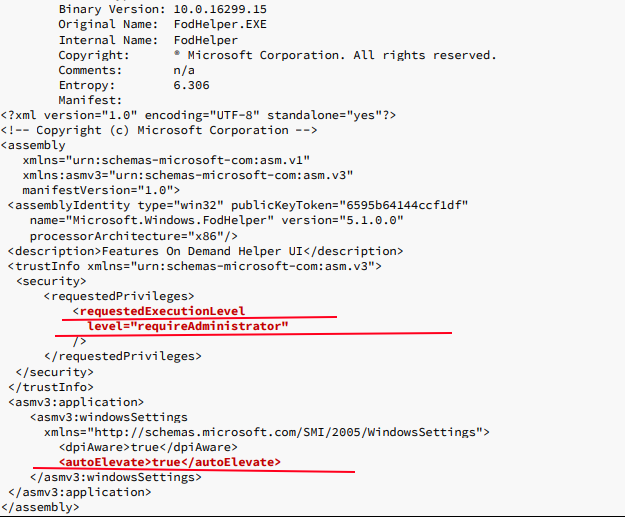 Binary Version: 10.0.16299.15
Original Name: FodHelper.EXE
Internal Name: FodHelper
Copyright: ® Microsoft Corporation. All rights reserved.
Comments: n/a
Entropy: 6.306
Manifest:
<?xml version="1.0" encoding="UTF-8" standalone="yes"?>
<!-- Copyright (c) Microsoft Corporation -->
<assembly
xmlns="urn:schemas-microsoft-com:asm.v1"
xmlns:asmv3="urn:schemas-microsoft-com:asm.v3"
manifestVersion="1.0">
<assemblyIdentity type="win32" publicKeyToken="6595b64144ccf1df"
name="Microsoft.Windows.FodHelper" version="5.1.0.0"
processorArchitecture="x86"/>
<description>Features On Demand Helper UI</description>
<trustInfo xmlns="urn:schemas-microsoft-com:asm.v3">
<security>
<requestedPrivileges>
<requestedExecutionLevel
level="requireAdministrator"
/>
</requestedPrivileges>
</security>
</trustInfo>
<asmv3:application>
<asmv3:windowsSettings
xmlns="http://schemas.microsoft.com/SMI/2005/WindowsSettings">
<dpiAware>true</dpiAware>
<autoElevate>true</autoElevate>
</asmv3:windowsSettings>
</asmv3:application>
</assembly>